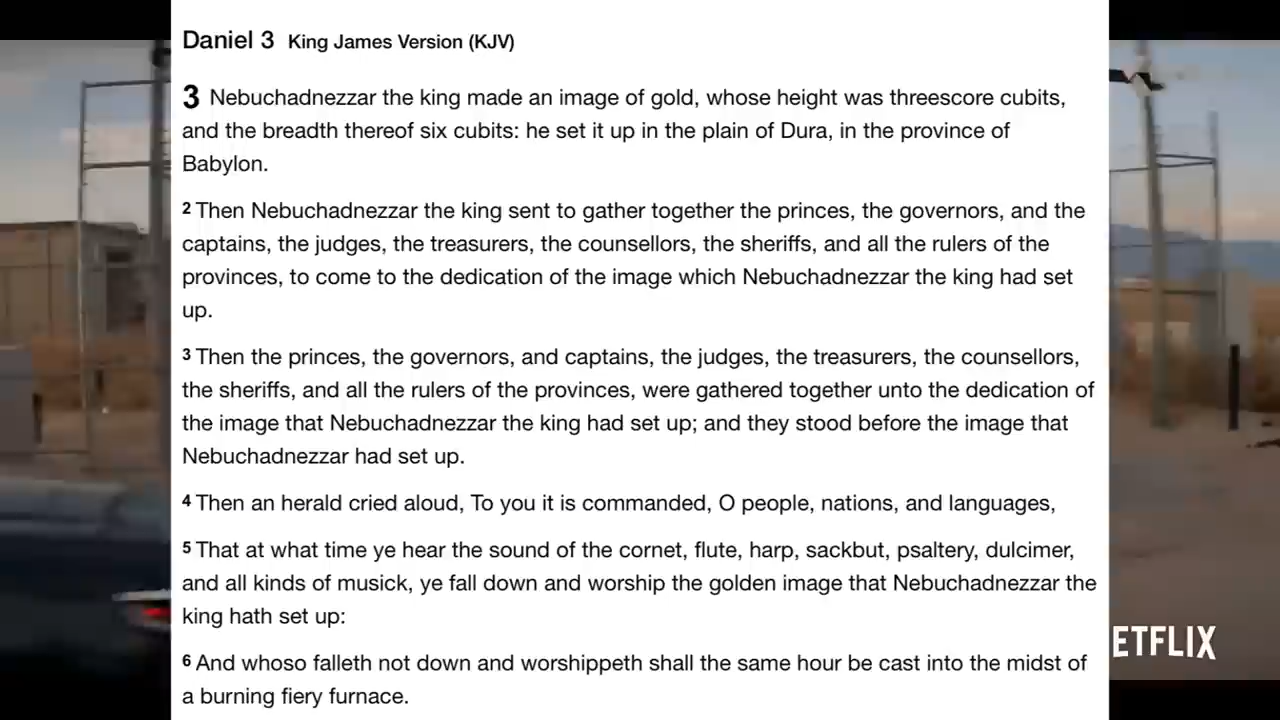 Daniel 3 King James Version (KJV)
3 Nebuchadnezzar the king made an image of gold, whose height was threescore cubits,
and the breadth thereof six cubits: he set it up in the plain of Dura, in the province of
Babylon.
2 Then Nebuchadnezzar the king sent to gather together the princes, the governors, and the
captains, the judges, the treasurers, the counsellors, the sheriffs, and all the rulers of the
provinces, to come to the dedication of the image which Nebuchadnezzar the king had set
up.
3 Then the princes, the governors, and captains, the judges, the treasurers, the counsellors,
the sheriffs, and all the rulers of the provinces, were gathered together unto the dedication of
the image that Nebuchadnezzar the king had set up; and they stood before the image that
Nebuchadnezzar had set up.
4 Then an herald cried aloud, To you it is commanded, O people, nations, and languages,
5 That at what time ye hear the sound of the cornet, flute, harp, sackbut, psaltery, dulcimer,
and all kinds of musick, ye fall down and worship the golden image that Nebuchadnezzar the
king hath set up:
6 And whoso falleth not down and worshippeth shall the same hour be cast into the midst of
a burning fiery furnace.
ETFLIX